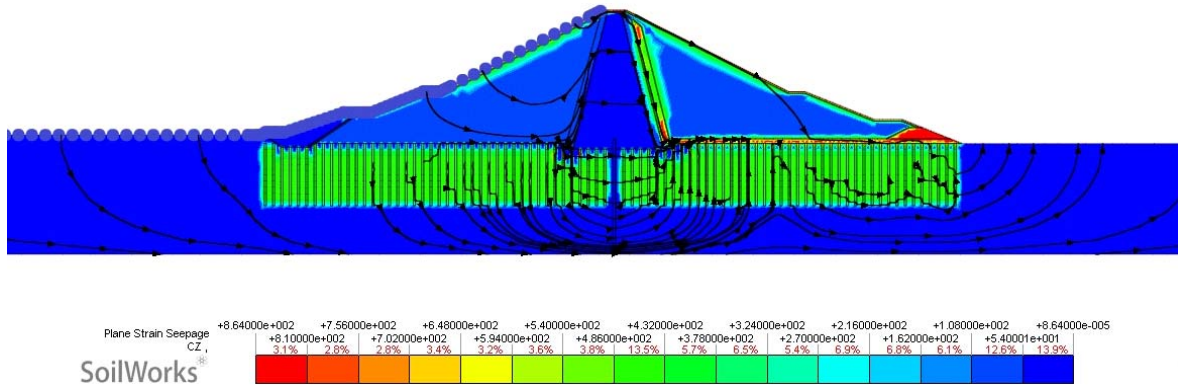 Plane Strain Seepage +8.64000e+002 +7.56000e+002 +6.48000e+002 +5.40000e+002 +4.32000e+002 +3.24000e+002 +2.16000e+002 +1.08000e+002 +8.64000e-005
CZ , +8.10000e+002 +7.02000e+002 +5.94000e+002 +4.86000e+002 +3.78000e+002 +2.70000e+002 +1.62000e+002 +5.40001e+001
3.1% 2.8% 2.8% 3.4% 3.2% 3.6% 3.8% 13.5% 5.7% 6.5% 5.4% 6.9% 6.8% 6.1% 12.6% 13.9%
SoilWorks